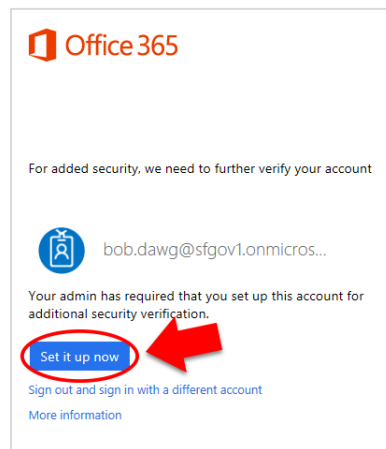 Office 365
For added security, we need to further verify your account
bob.dawg@sfgov1.onmicros...
Your admin has required that you set up this account for
additional security verification.
Set it up now
Sign out and sign in with a different account
More information